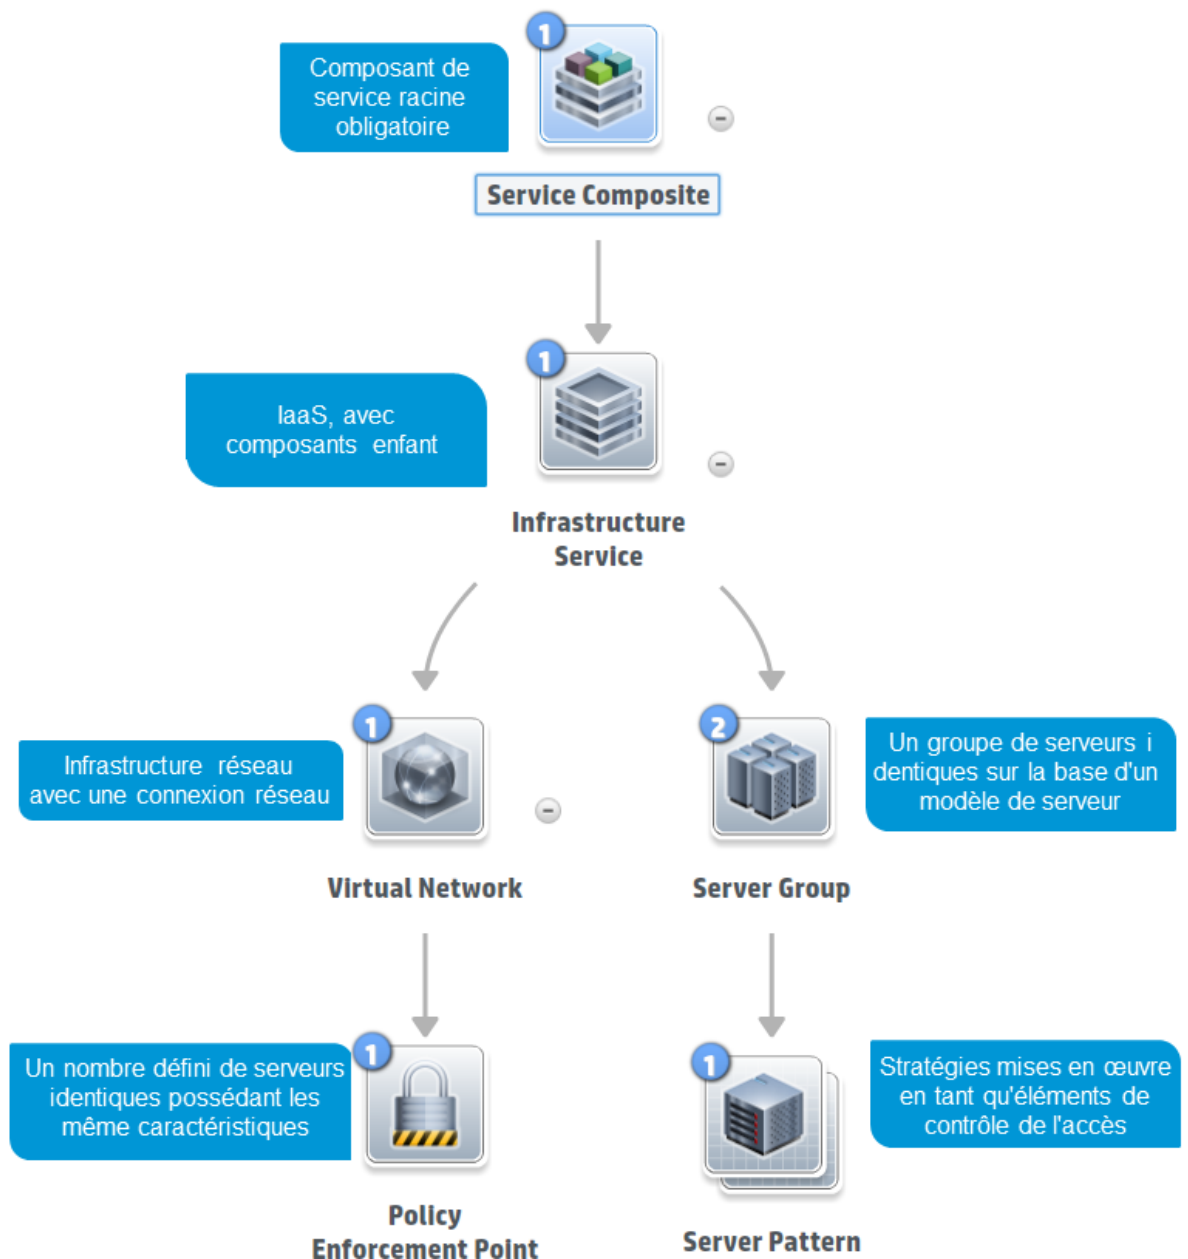 1
Composant de
service racine
obligatoire
Service Composite
1
IaaS, avec
composants enfant
Infrastructure
Service
1
Infrastructure réseau
avec une connexion réseau
Virtual Network
2
Un groupe de serveurs i
dentiques sur la base d'un
modèle de serveur
Server Group
1
Un nombre défini de serveurs
identiques possédant les
même caractéristiques
Policy
Enforcement Point
1
Stratégies mises en œuvre
en tant qu'éléments de
contrôle de l'accès
Server Pattern